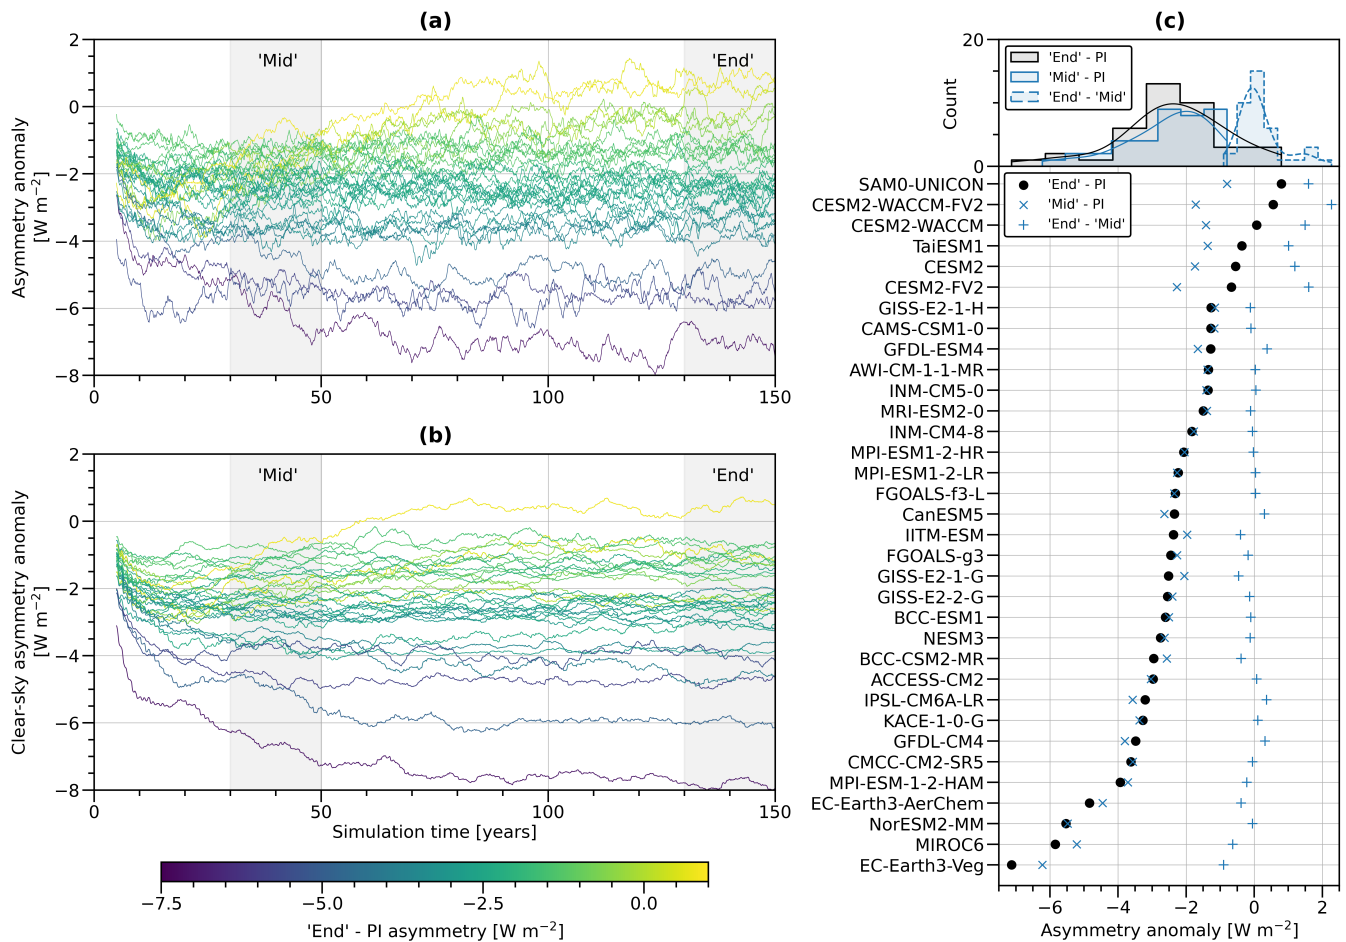 (a)
2
0
−2
−4
−6
−8
Asymmetry anomaly
[W m−2]
'Mid'
'End'
0
50
100
150
(b)
2
0
−2
−4
−6
−8
Clear-sky asymmetry anomaly
[W m−2]
'Mid'
'End'
0
50
100
150
Simulation time [years]
−7.5
−5.0
−2.5
0.0
'End' - PI asymmetry [W m−2]
(c)
20
0
Count
'End' - PI
'Mid' - PI
'End' - 'Mid'
'End' - PI
'Mid' - PI
'End' - 'Mid'
SAM0-UNICON
CESM2-WACCM-FV2
CESM2-WACCM
TaiESM1
CESM2
CESM2-FV2
GISS-E2-1-H
CAMS-CSM1-0
GFDL-ESM4
AWI-CM-1-1-MR
INM-CM5-0
MRI-ESM2-0
INM-CM4-8
MPI-ESM1-2-HR
MPI-ESM1-2-LR
FGOALS-f3-L
CanESM5
IITM-ESM
FGOALS-g3
GISS-E2-1-G
GISS-E2-2-G
BCC-ESM1
NESM3
BCC-CSM2-MR
ACCESS-CM2
IPSL-CM6A-LR
KACE-1-0-G
GFDL-CM4
CMCC-CM2-SR5
MPI-ESM-1-2-HAM
EC-Earth3-AerChem
NorESM2-MM
MIROC6
EC-Earth3-Veg
−6
−4
−2
0
2
Asymmetry anomaly [W m−2]